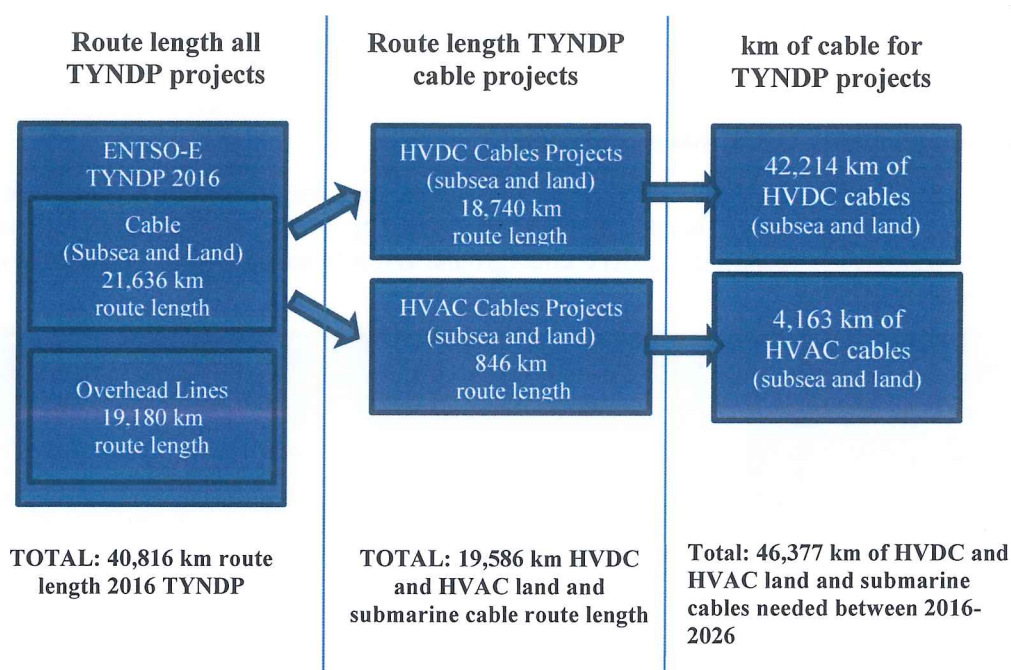 Route length all
TYNDP projects
ENTSO-E
TYNDP 2016
Cable
(Subsea and Land)
21,636 km
route length
Overhead Lines
19,180 km
route length
TOTAL: 40,816 km route
length 2016 TYNDP
Route length TYNDP
cable projects
HVDC Cables Projects
(subsea and land)
18,740 km
route length
HVAC Cables Projects
(subsea and land)
846 km
route length
TOTAL: 19,586 km HVDC
and HVAC land and
submarine cable route length
km of cable for
TYNDP projects
42,214 km of
HVDC cables
(subsea and land)
4,163 km of
HVAC cables
(subsea and land)
Total: 46,377 km of HVDC and
HVAC land and submarine
cables needed between 2016-
2026